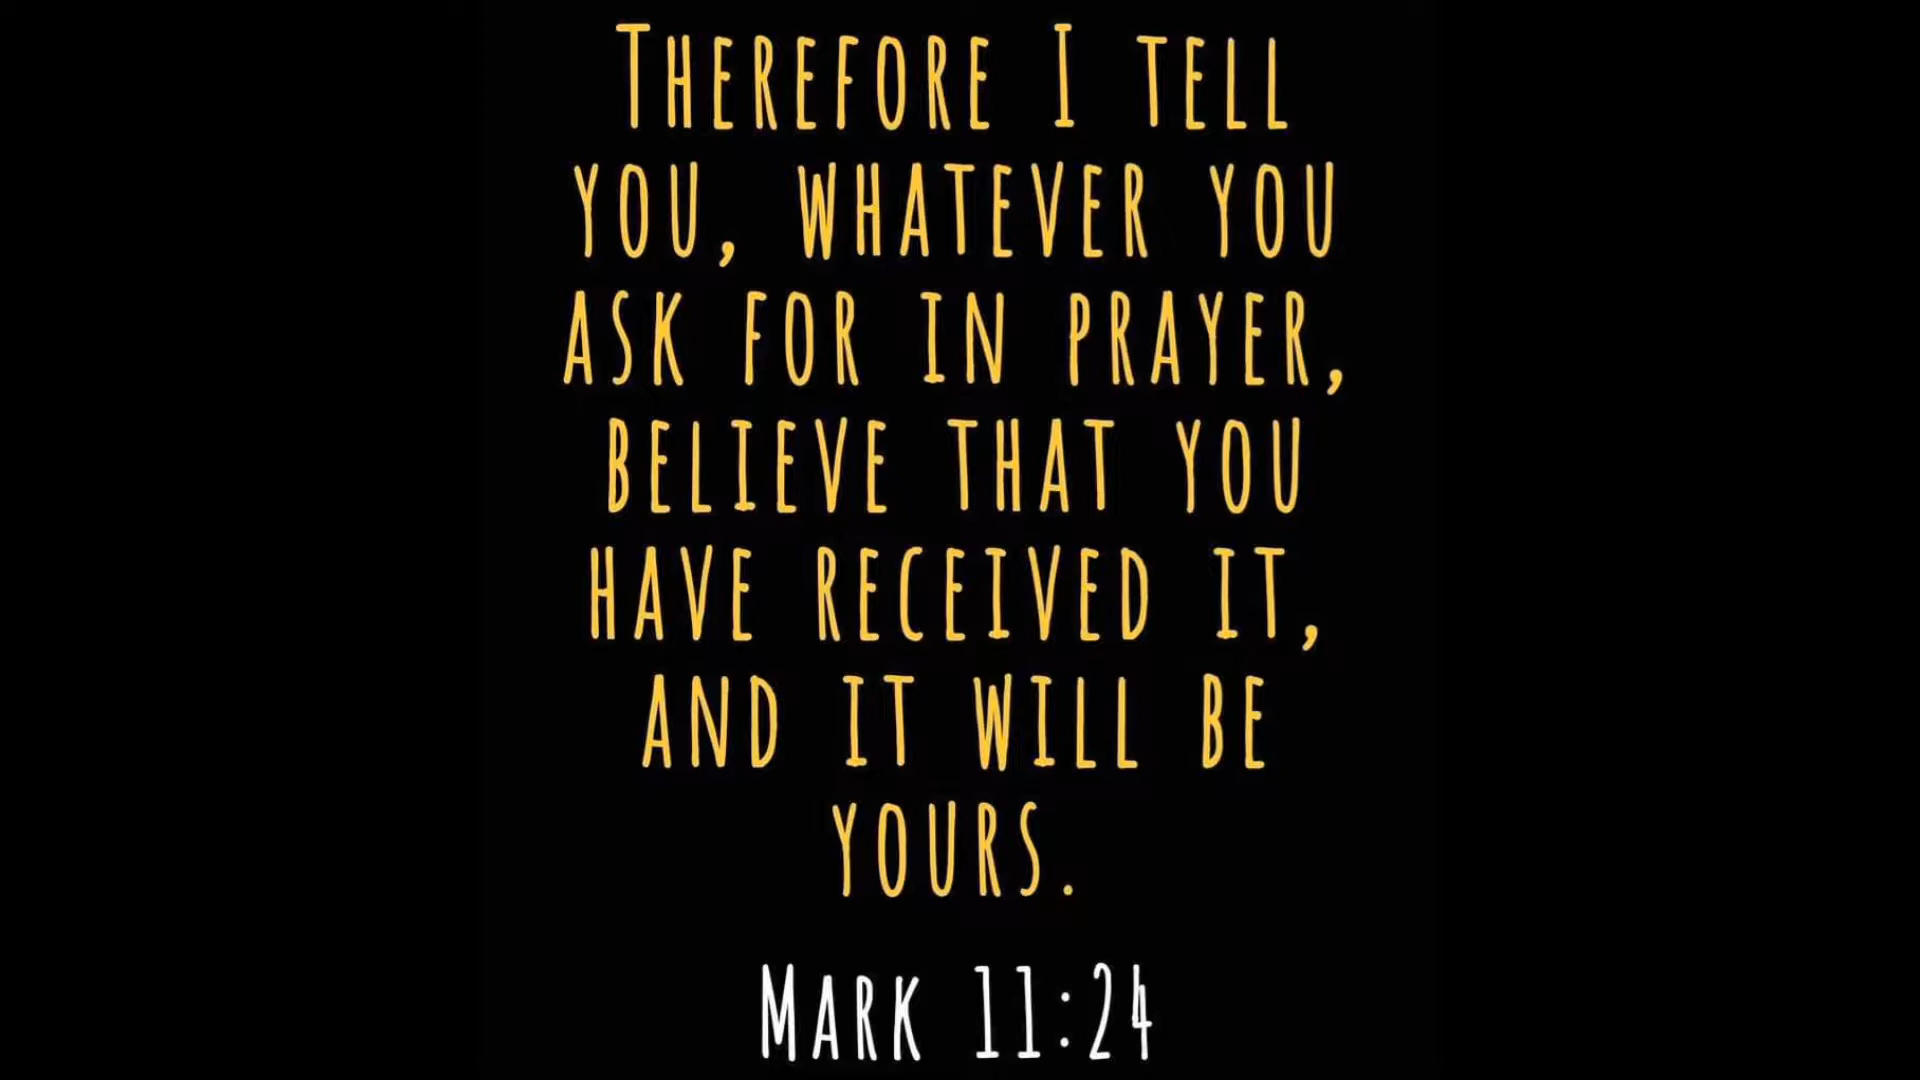 THEREFORE I TELL
YOU, WHATEVER YOU
ASK FOR IN PRAYER,
BELIEVE THAT YOU
HAVE RECEIVED IT,
AND IT WILL BE
YOURS.
MARK 11:24